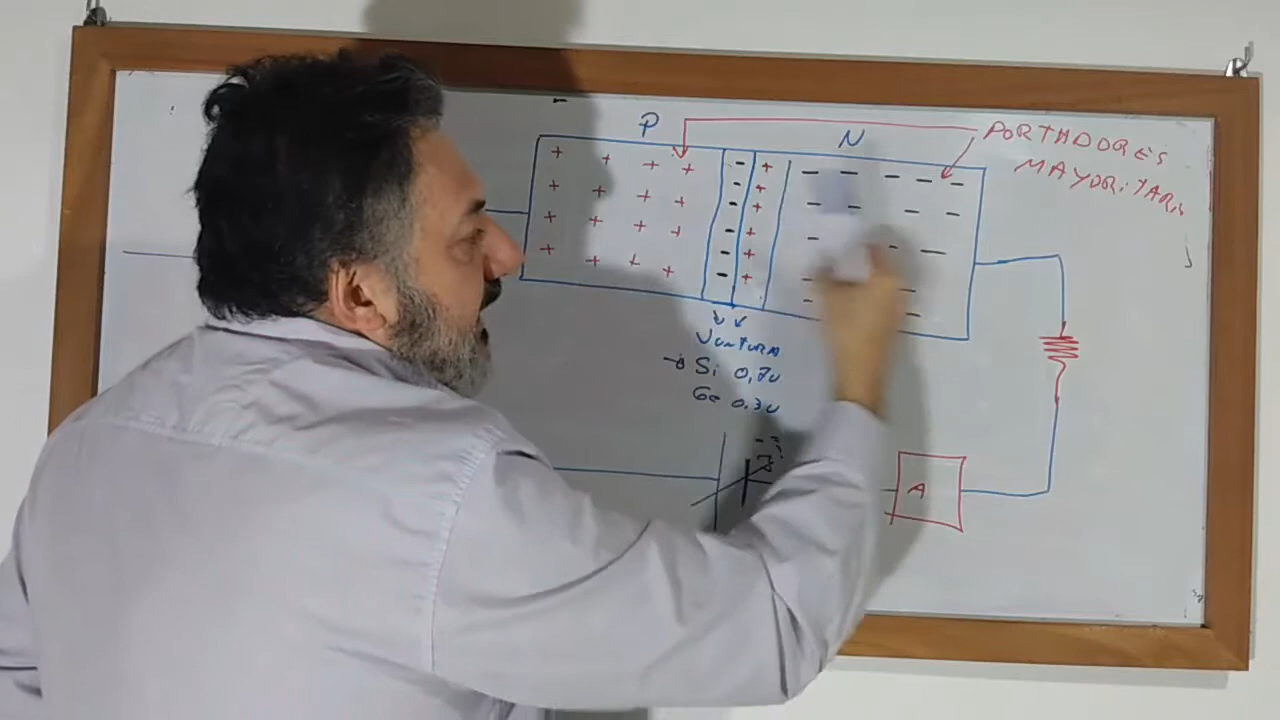 P
N
PORTADORES
MAYORiTARi
JUNTURA
Si 0,7V
Ge 0,3V
A